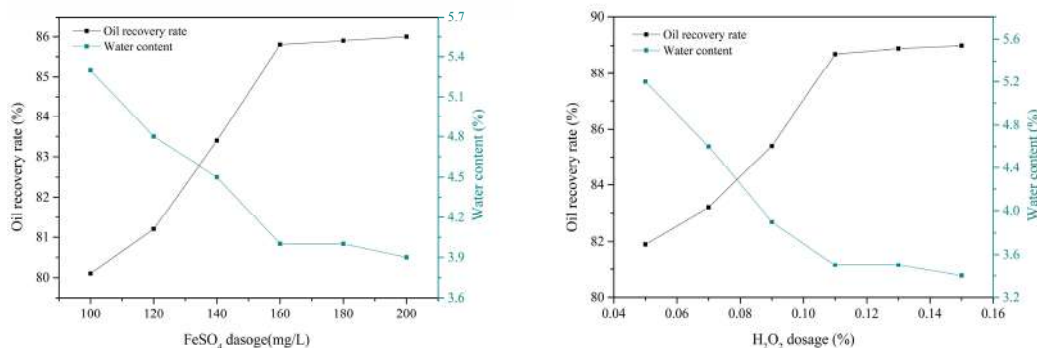 Oil recovery rate
Water content
Oil recovery rate (%)
86
85
84
83
82
81
80
5.7
5.4
5.1
4.8
4.5
4.2
3.9
3.6
Water content (%)
100 120 140 160 180 200
FeSO₄ dasoge(mg/L)
Oil recovery rate
Water content
Oil recovery rate (%)
90
88
86
84
82
80
5.6
5.2
4.8
4.4
4.0
3.6
3.2
Water content (%)
0.04 0.06 0.08 0.10 0.12 0.14 0.16
H₂O₂ dosage (%)